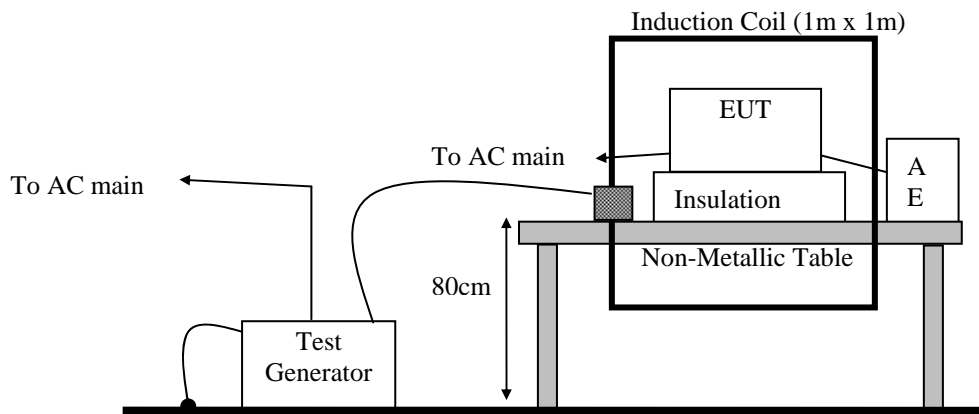 Induction Coil (1m x 1m)
EUT
To AC main
A
E
To AC main
Insulation
Non-Metallic Table
80cm
Test
Generator